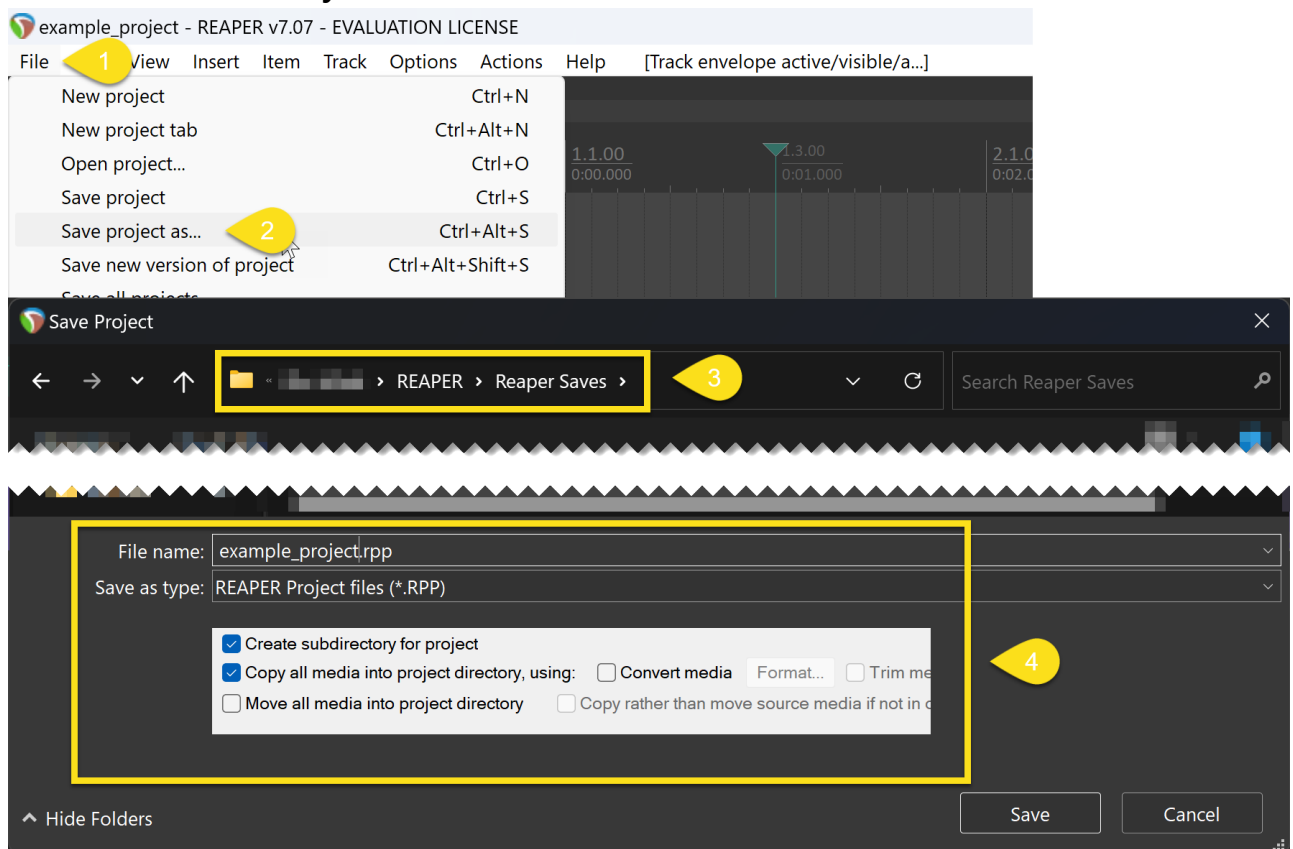 example_project - REAPER v7.07 - EVALUATION LICENSE
File 1 View Insert Item Track Options Actions Help [Track envelope active/visible/a...]
New project Ctrl+N
New project tab Ctrl+Alt+N
Open project... Ctrl+O
Save project Ctrl+S
Save project as... 2 Ctrl+Alt+S
Save new version of project Ctrl+Alt+Shift+S
Save all projects
1.1.00 1.3.00 2.1.0
0:00.000 0:01.000 0:02.0
Save Project
« › REAPER › Reaper Saves › 3 Search Reaper Saves
File name: example_project.rpp
Save as type: REAPER Project files (*.RPP)
Create subdirectory for project
Copy all media into project directory, using: Convert media Format... Trim me
4
Move all media into project directory Copy rather than move source media if not in
Hide Folders Save Cancel